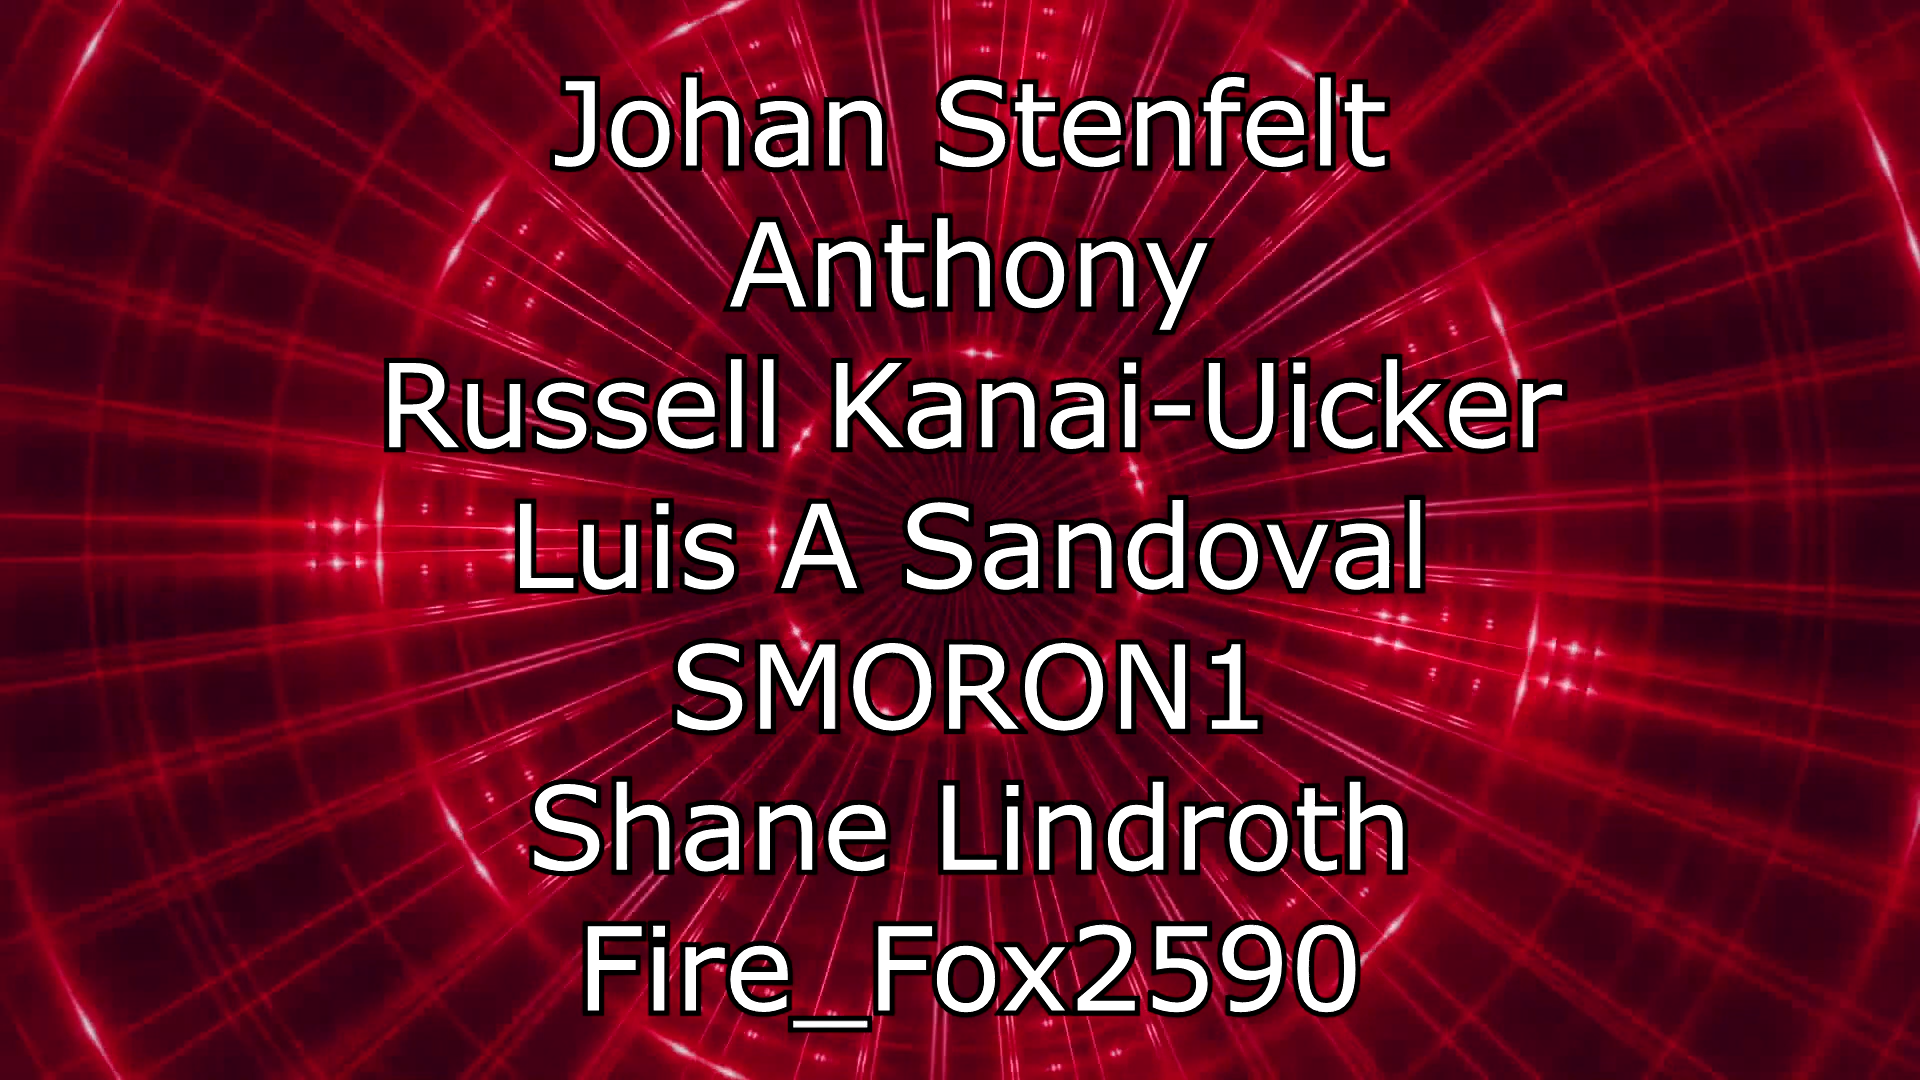 Johan Stenfelt
Anthony
Russell Kanai-Uicker
Luis A Sandoval
SMORON1
Shane Lindroth
Fire_Fox2590